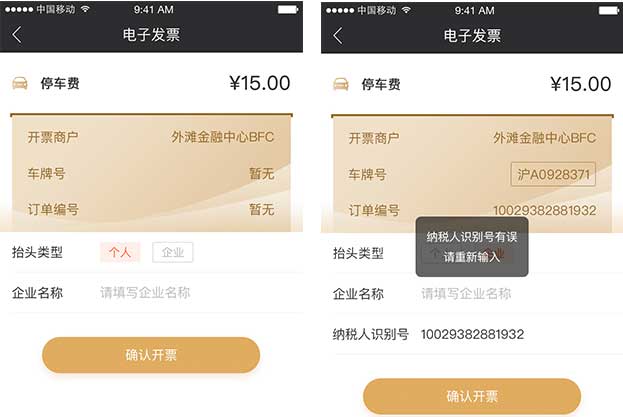 中国移动 9:41 AM
电子发票
停车费 ¥15.00
开票商户 外滩金融中心BFC
车牌号 暂无
订单编号 暂无
抬头类型 个人 企业
企业名称 请填写企业名称
确认开票
中国移动 9:41 AM
电子发票
停车费 ¥15.00
开票商户 外滩金融中心BFC
车牌号 沪A0928371
订单编号 10029382881932
纳税人识别号有误
请重新输入
抬头类型
企业名称 请填写企业名称
纳税人识别号 10029382881932
确认开票